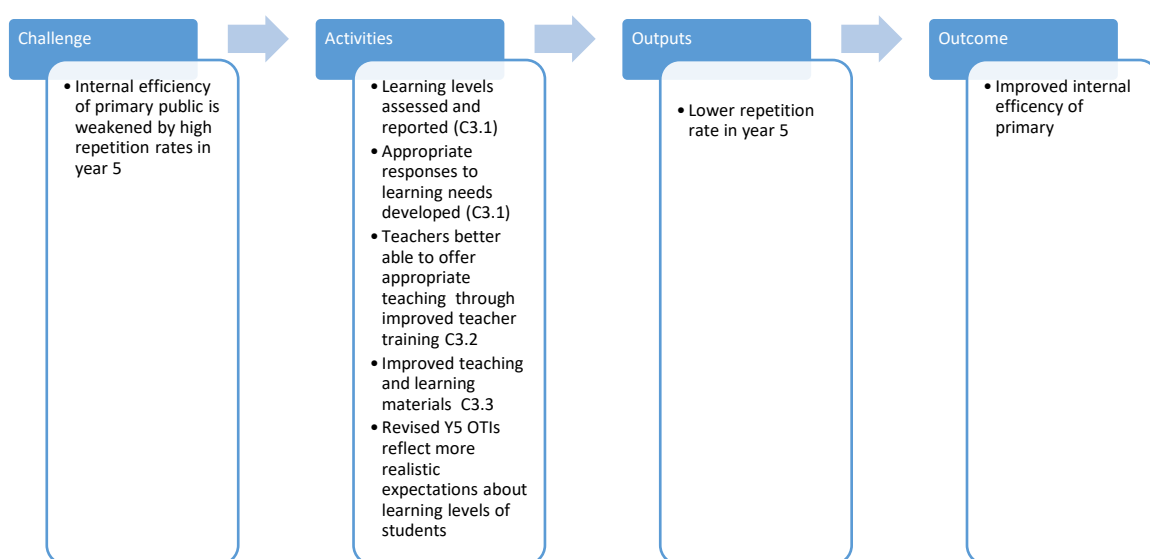 Challenge
• Internal efficiency
of primary public is
weakened by high
repetition rates in
year 5
Activities
• Learning levels
assessed and
reported (C3.1)
• Appropriate
responses to
learning needs
developed (C3.1)
• Teachers better
able to offer
appropriate
teaching through
improved teacher
training C3.2
• Improved teaching
and learning
materials C3.3
• Revised Y5 OTIs
reflect more
realistic
expectations about
learning levels of
students
Outputs
• Lower repetition
rate in year 5
Outcome
• Improved internal
efficency of
primary